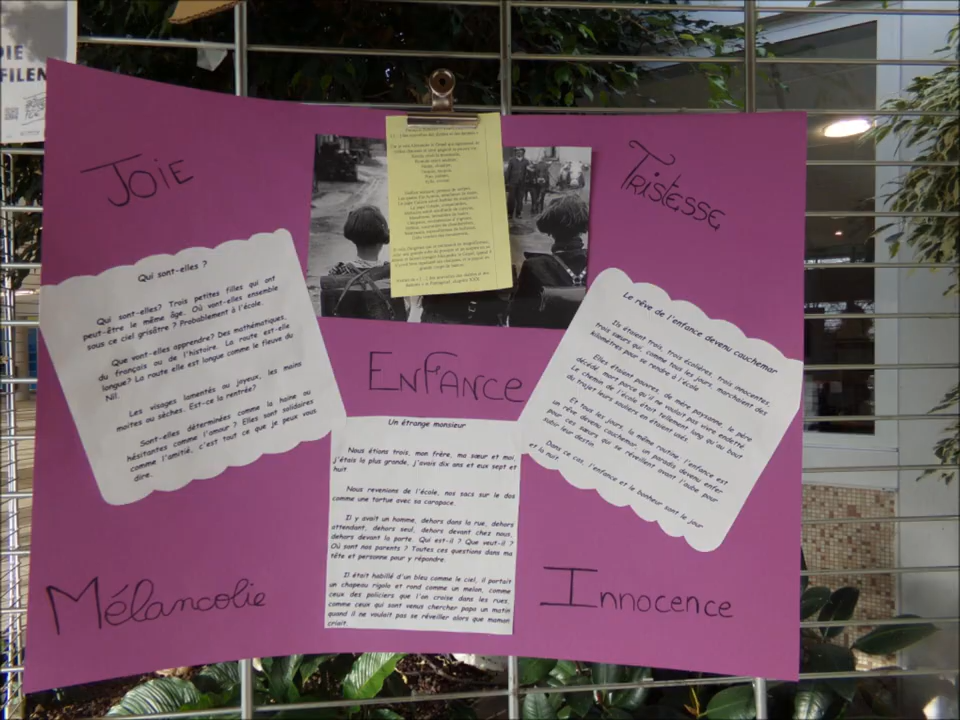 JOIE
TRISTESSE
ENFANCE
MÉLANCOLIE
INNOCENCE
Qui sont-elles ?
Qui sont-elles? Trois petites filles qui ont
peut-être le même âge. Où vont-elles ensemble
sous ce ciel grisâtre ? Probablement à l'école.
Que vont-elles apprendre? Des mathématiques,
du français ou de l'histoire. La route est-elle
longue? La route elle est longue comme le fleuve du
Nil.
Les visages lamentés ou joyeux, les mains
moites ou sèches. Est-ce la rentrée?
Sont-elles déterminées comme la haine ou
hésitantes comme l'amour ? Elles sont solidaires
comme l'amitié, c'est tout ce que je peux vous
dire.
Un étrange monsieur
Nous étions trois, mon frère, ma sœur et moi,
j'étais la plus grande, j'avais dix ans et eux sept et
huit
Nous revenions de l'école, nos sacs sur le dos
comme une tortue avec sa carapace.
Il y avait un homme, dehors dans la rue, dehors
attendant, dehors seul, dehors devant chez nous,
dehors devant la porte. Qui est-il ? Que veut-il ?
Où sont nos parents ? Toutes ces questions dans ma
tête et personne pour y répondre.
Il était habillé d'un bleu comme le ciel, il portait
un chapeau rigolo et rond comme un melon, comme
ceux des policiers que l'on croise dans les rues,
comme ceux qui sont venus chercher papa un matin
quand il ne voulait pas se réveiller alors que maman
criait.
Le rêve de l'enfance devenu cauchemar
Ils étaient trois, trois écolières, trois innocentes,
trois sœurs qui, comme tous les jours, marchaient des
kilomètres pour se rendre à l'école
Elles étaient pauvres, de mère paysanne, le père
décédé, mort parce qu'il ne voulait pas vivre endetté
Le chemin de l'école était tellement long qu'au bout
du trajet leurs souliers en étaient usés.
Et tous les jours, la même routine, l'enfance est
un rêve devenu cauchemar, un paradis devenu enfer
pour ces sœurs qui se réveillent avant l'aube pour
subir leur destin.
Dans ce cas, l'enfance et le bonheur sont le jour
et la nuit